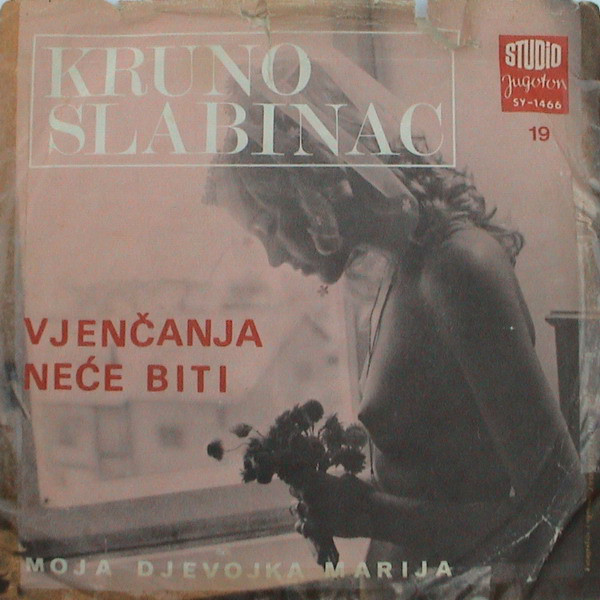 KRUNO
SLABINAC
STUDIO
Jugoton
SY-1466
19
VJENČANJA
NEĆE BITI
MOJA DJEVOJKA MARIJA